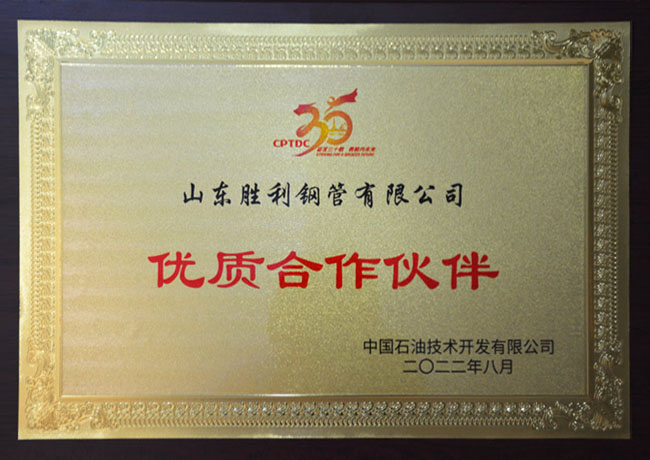 35
CPTDC
山东胜利钢管有限公司
优质合作伙伴
中国石油技术开发有限公司
二〇二二年八月